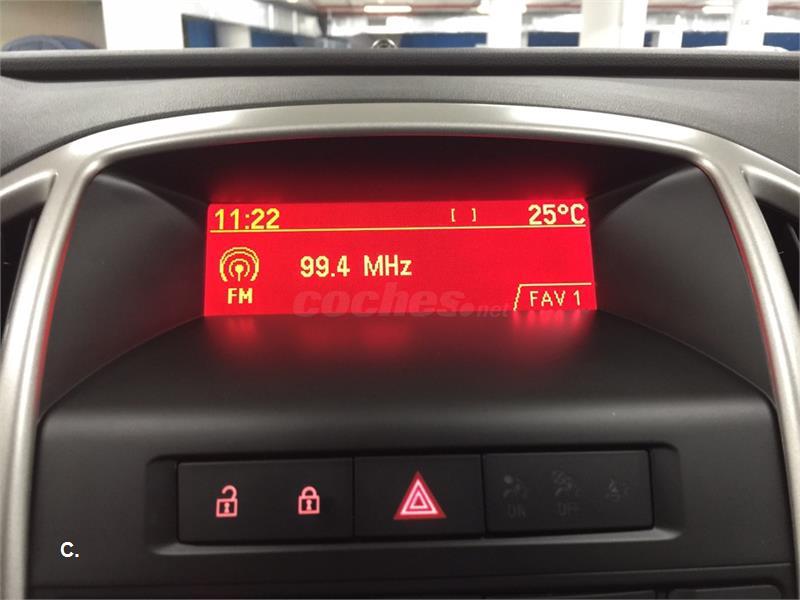 11:22 [ ] 25°C
99.4 MHz
FM
FAV 1
coches.net
ON OFF
C.